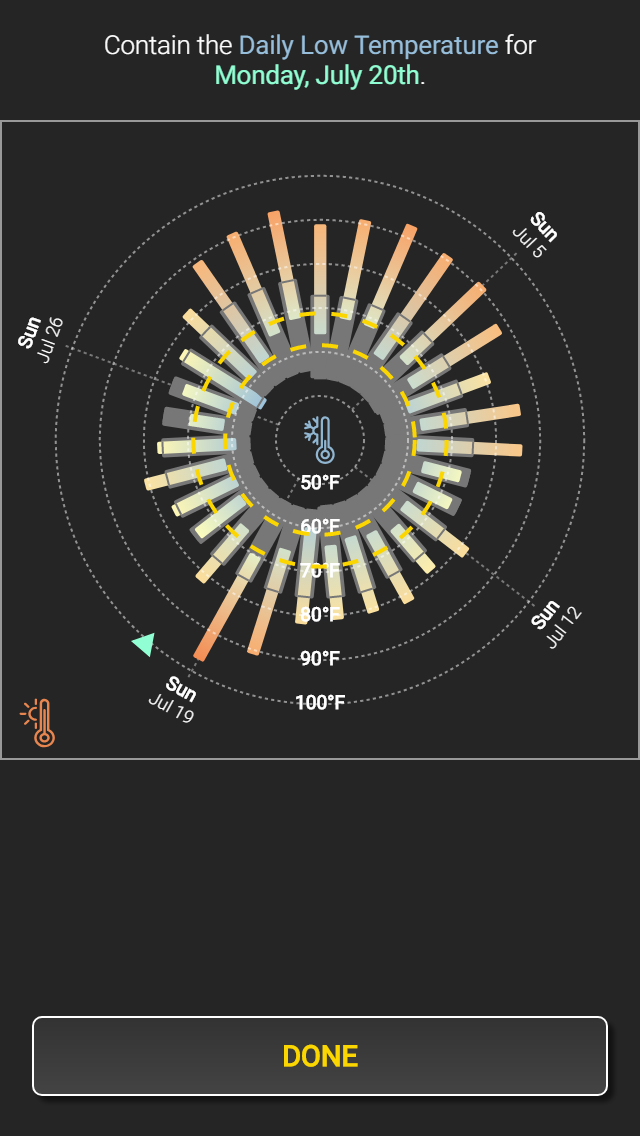 Contain the Daily Low Temperature for
Monday, July 20th.
Sun
Jul 5
Sun
Jul 26
50°F
60°F
70°F
80°F
90°F
100°F
Sun
Jul 12
Sun
Jul 19
DONE